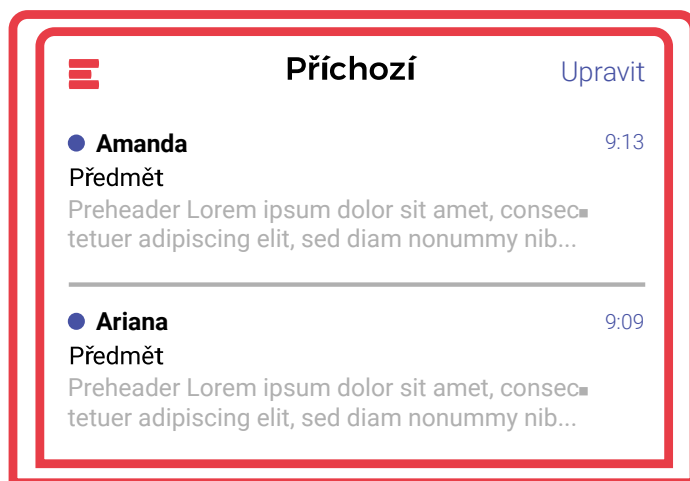 Příchozí
Upravit
Amanda
9:13
Předmět
Preheader Lorem ipsum dolor sit amet, consec
tetuer adipiscing elit, sed diam nonummy nib...
Ariana
9:09
Předmět
Preheader Lorem ipsum dolor sit amet, consec
tetuer adipiscing elit, sed diam nonummy nib...